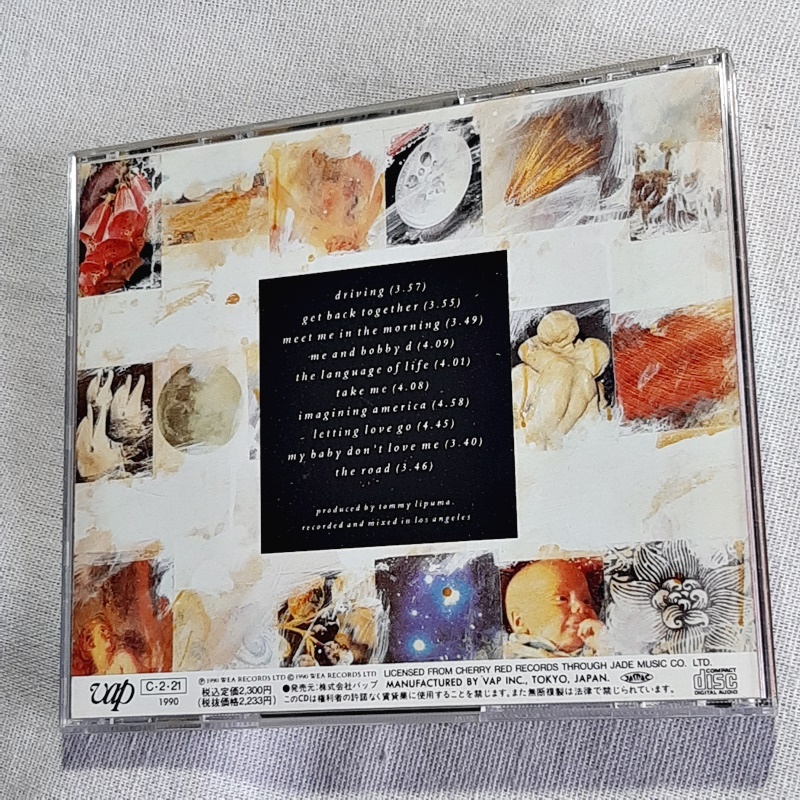 driving (3.57)
get back together (3.55)
meet me in the morning (3.49)
me and bobby d (4.09)
the language of life (4.01)
take me (4.08)
imagining america (4.58)
letting love go (4.45)
my baby don't love me (3.40)
the road (3.46)
produced by tommy lipuma.
recorded and mixed in los angeles
vap
C-2-21
1990
税込定価2,300円
(税抜価格2,233円)
℗1990 WEA RECORDS LTD ©1990 WEA RECORDS LTD LICENSED FROM CHERRY RED RECORDS THROUGH JADE MUSIC CO. LTD.
●発売元:株式会社バップ MANUFACTURED BY VAP INC., TOKYO, JAPAN.
このCDは権利者の許諾なく賃貸業に使用することを禁じます。また無断複製は法律で禁じられています。
COMPACT
disc
DIGITAL AUDIO